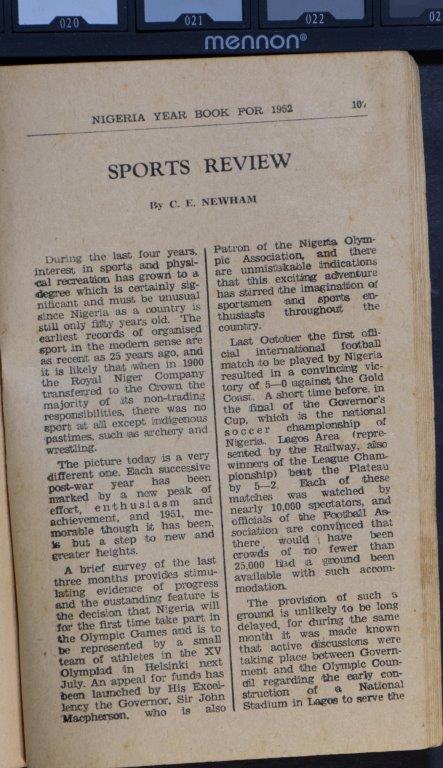 020
021
022
02
mennon®
NIGERIA YEAR BOOK FOR 1952
SPORTS REVIEW
By C. E. NEWHAM
During the last four years,
interest in sports and physi-
cal recreation has grown to a
degree which is certainly sig-
nificant and must be unusual
since Nigeria as a country is
still only fifty years old. The
earliest records of organised
sport in the modern sense are
as recent as 25 years ago, and
it is likely that when in 1900
the Royal Niger Company
transferred to the Crown the
majority of its non-trading
responsibilities, there was no
sport at all except indigenous
pastimes, such as archery and
wrestling.
The picture today is a very
different one. Each successive
post-war year has been
marked by a new peak of
effort, enthusiasm and
achievement, and 1951, me-
morable though it has been,
is but a step to new and
greater heights.
A brief survey of the last
three months provides stimu-
lating evidence of progress
and the oustanding feature is
the decision that Nigeria will
for the first time take part in
the Olympic Games and is to
be represented by a small
team of athletes in the XV
Olympiad in Helsinki next
July. An appeal for funds has
been launched by His Excel-
lency the Governor, Sir John
Macpherson, who is also
Patron of the Nigeria Olym-
pic Association, and there
are unmistakable indications
that this exciting adventure
has stirred the imagination of
sportsmen and sports en-
thusiasts throughout the
country.
Last October the first offi-
cial international football
match to be played by Nigeria
resulted in a convincing vic-
tory of 5—0 against the Gold
Coast. A short time before, in
the final of the Governor's
Cup, which is the national
soccer championship of
Nigeria, Lagos Area (repre-
sented by the Railway, also
winners of the League Cham-
pionship) beat the Plateau
by 5—2. Each of these
matches was watched by
nearly 10,000 spectators, and
officials of the Football As-
sociation are convinced that
there would have been
crowds of no fewer than
25,000 had a ground been
available with such accom-
modation.
The provision of such a
ground is unlikely to be long
delayed, for during the same
month it was made known
that active discussions were
taking place between Govern-
ment and the Olympic Coun-
cil regarding the early con-
struction of a National
Stadium in Lagos to serve the